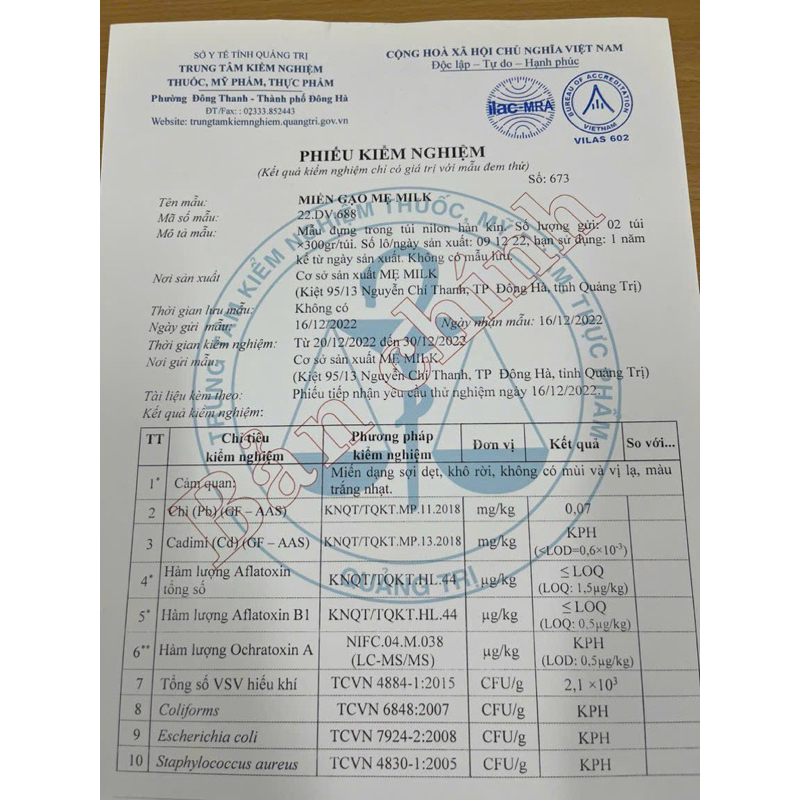 SỞ Y TẾ TỈNH QUẢNG TRỊ
TRUNG TÂM KIỂM NGHIỆM
THUỐC, MỸ PHẨM, THỰC PHẨM
Phường Đông Thanh - Thành phố Đông Hà
ĐT/Fax: : 02333.852443
Website: trungtamkiemnghiem.quangtri.gov.vn
CỘNG HOÀ XÃ HỘI CHỦ NGHĨA VIỆT NAM
Độc lập – Tự do – Hạnh phúc
ilac-MRA
BUREAU OF ACCREDITATION
VIETNAM
VILAS 602
PHIẾU KIỂM NGHIỆM
(Kết quả kiểm nghiệm chỉ có giá trị với mẫu đem thử)
Số: 673
Tên mẫu: MIẾN GẠO MẸ MILK
Mã số mẫu: 22.DV.688
Mô tả mẫu: Mẫu đựng trong túi nilon hàn kín. Số lượng gửi: 02 túi
×300gr/túi. Số lô/ngày sản xuất: 09.12.22, hạn sử dụng: 1 năm
kể từ ngày sản xuất. Không có mẫu lưu.
Nơi sản xuất Cơ sở sản xuất MẸ MILK
(Kiệt 95/13 Nguyễn Chí Thanh, TP Đông Hà, tỉnh Quảng Trị)
Thời gian lưu mẫu: Không có
Ngày gửi mẫu: 16/12/2022 Ngày nhận mẫu: 16/12/2022
Thời gian kiểm nghiệm: Từ 20/12/2022 đến 30/12/2022
Nơi gửi mẫu: Cơ sở sản xuất MẸ MILK
(Kiệt 95/13 Nguyễn Chí Thanh, TP Đông Hà, tỉnh Quảng Trị)
Tài liệu kèm theo: Phiếu tiếp nhận yêu cầu thử nghiệm ngày 16/12/2022.
Kết quả kiểm nghiệm:
TRUNG TÂM KIỂM NGHIỆM THUỐC, MỸ PHẨM, THỰC PHẨM
QUẢNG TRỊ
Bản chính
TT Chỉ tiêu kiểm nghiệm Phương pháp kiểm nghiệm Đơn vị Kết quả So với...
1* Cảm quan: Miến dạng sợi dẹt, khô rời, không có mùi và vị lạ, màu
trắng nhạt.
2 Chì (Pb) (GF – AAS) KNQT/TQKT.MP.11.2018 mg/kg 0,07
3 Cadimi (Cd) (GF – AAS) KNQT/TQKT.MP.13.2018 mg/kg KPH
(≤LOD=0,6×10⁻³)
4* Hàm lượng Aflatoxin tổng số KNQT/TQKT.HL.44 µg/kg ≤ LOQ
(LOQ: 1,5µg/kg)
5* Hàm lượng Aflatoxin B1 KNQT/TQKT.HL.44 µg/kg ≤ LOQ
(LOQ: 0,5µg/kg)
6** Hàm lượng Ochratoxin A NIFC.04.M.038 (LC-MS/MS) µg/kg KPH
(LOD: 0,5µg/kg)
7 Tổng số VSV hiếu khí TCVN 4884-1:2015 CFU/g 2,1 ×10³
8 Coliforms TCVN 6848:2007 CFU/g KPH
9 Escherichia coli TCVN 7924-2:2008 CFU/g KPH
10 Staphylococcus aureus TCVN 4830-1:2005 CFU/g KPH